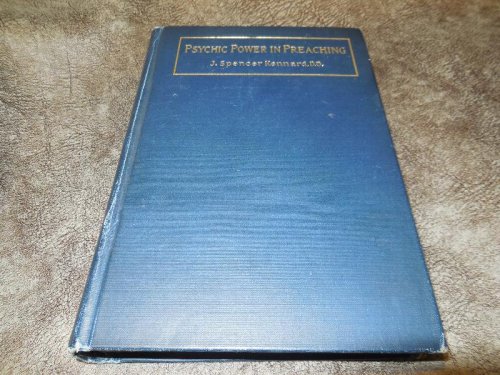 PSYCHIC POWER IN PREACHING
J. Spencer Kennard, D.D.